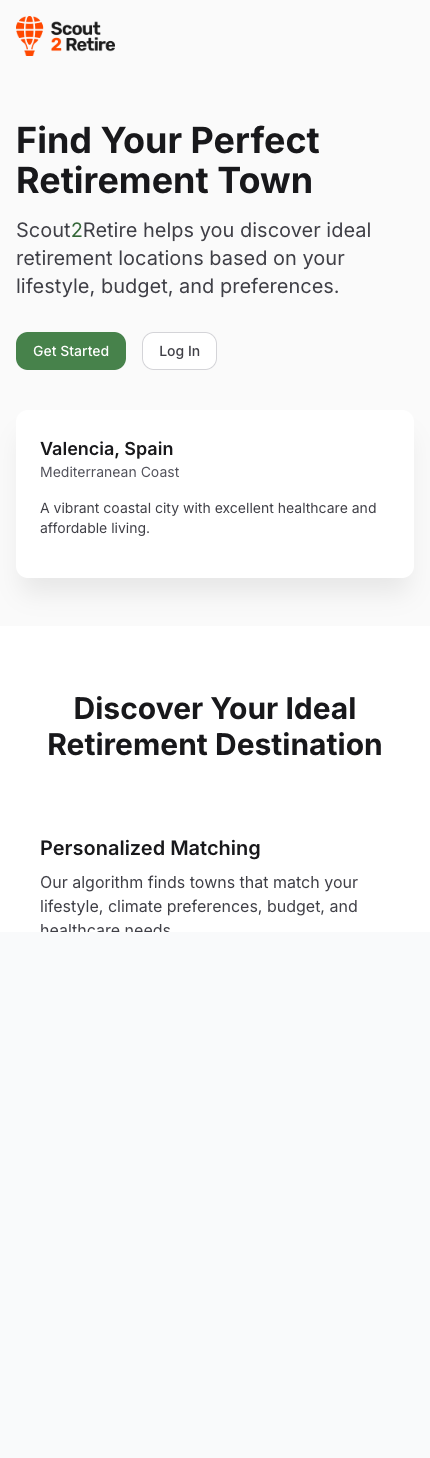 Scout
2 Retire
Find Your Perfect
Retirement Town
Scout2Retire helps you discover ideal
retirement locations based on your
lifestyle, budget, and preferences.
Get Started
Log In
Valencia, Spain
Mediterranean Coast
A vibrant coastal city with excellent healthcare and
affordable living.
Discover Your Ideal
Retirement Destination
Personalized Matching
Our algorithm finds towns that match your
lifestyle, climate preferences, budget, and
healthcare needs